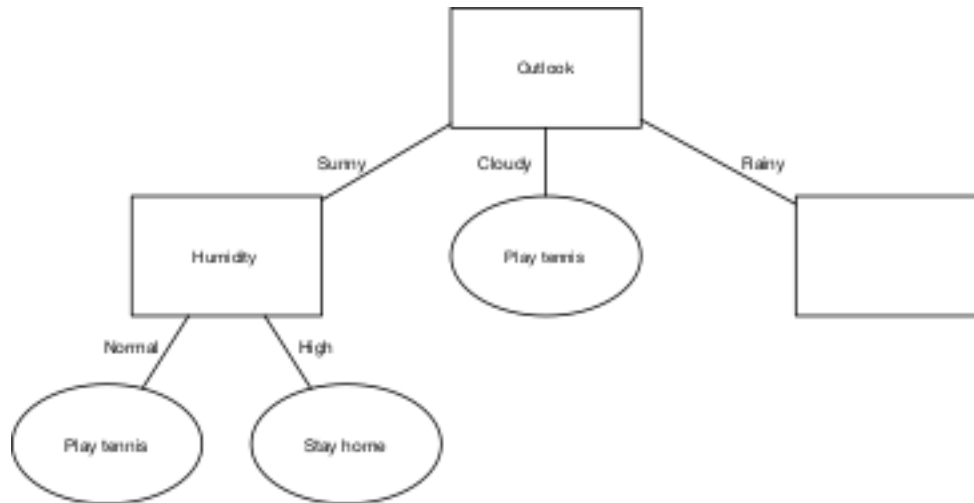 Outlook
Sunny
Cloudy
Rainy
Humidity
Play tennis
Normal
High
Play tennis
Stay home